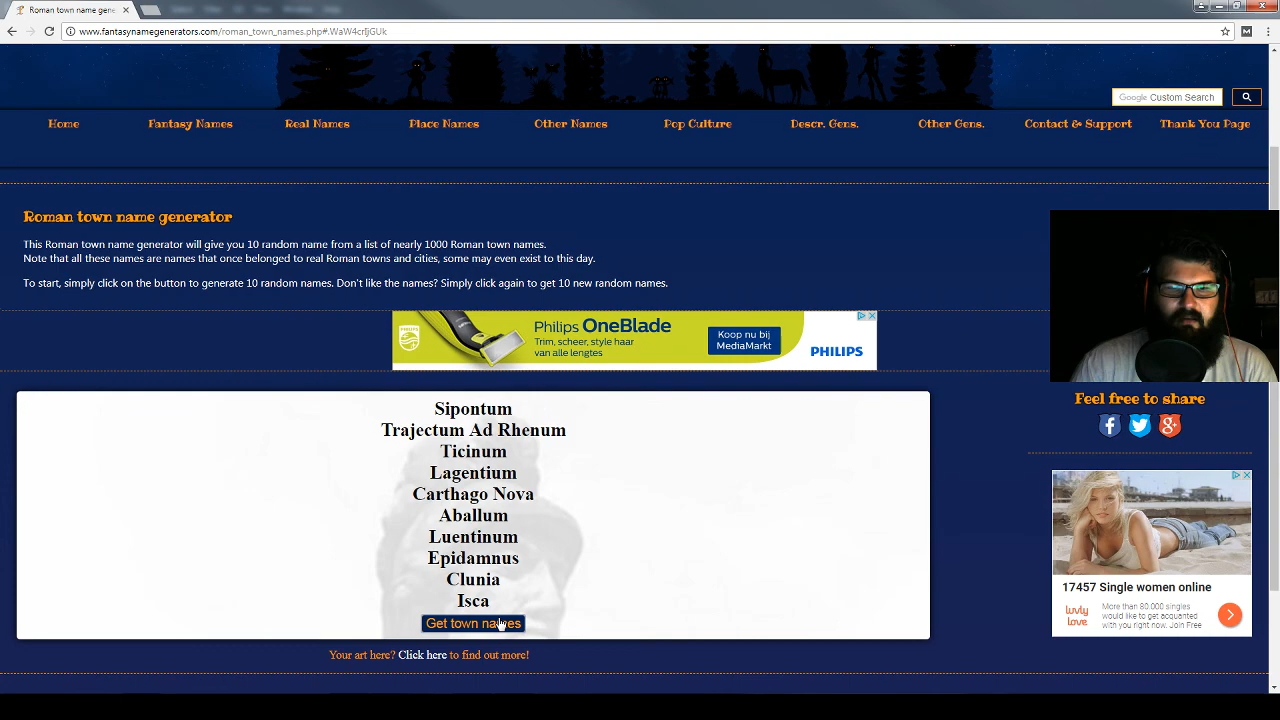 Roman town name gene
www.fantasynamegenerators.com/roman_town_names.php#.WaW4crIjGUk
Google Custom Search
Home
Fantasy Names
Real Names
Place Names
Other Names
Pop Culture
Descr. Gens.
Other Gens.
Contact & Support
Thank You Page
Roman town name generator
This Roman town name generator will give you 10 random name from a list of nearly 1000 Roman town names.
Note that all these names are names that once belonged to real Roman towns and cities, some may even exist to this day.
To start, simply click on the button to generate 10 random names. Don't like the names? Simply click again to get 10 new random names.
Philips OneBlade
Trim, scheer, style haar
van alle lengtes
Koop nu bij
MediaMarkt
PHILIPS
Sipontum
Trajectum Ad Rhenum
Ticinum
Lagentium
Carthago Nova
Aballum
Luentinum
Epidamnus
Clunia
Isca
Get town names
Your art here? Click here to find out more!
Feel free to share
17457 Single women online
luvly
love
More than 80.000 singles
would like to get acquainted
with you right now. Join Free